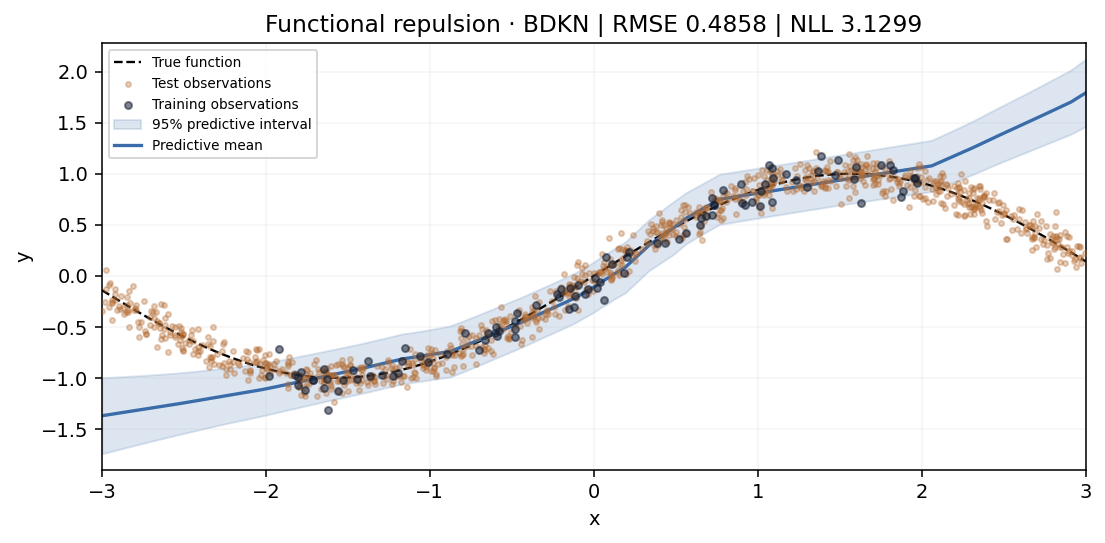 Functional repulsion · BDKN | RMSE 0.4858 | NLL 3.1299
True function
Test observations
Training observations
95% predictive interval
Predictive mean
2.0
1.5
1.0
0.5
0.0
−0.5
−1.0
−1.5
y
−3 −2 −1 0 1 2 3
x